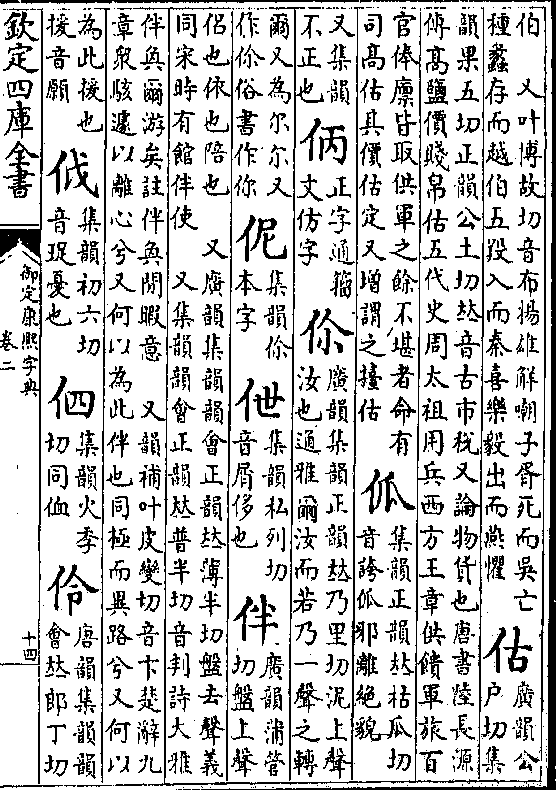 伯　又叶博故切音布揚雄解嘲子胥死而吳亡
種蠡存而越伯五羖入而秦喜樂毅出而燕懼
估
廣韻公
户切集
韻果五切正韻公土切𠀤音古市稅又論物貨也唐書陸長源
傅高鹽價賤帛估五代史周太祖用兵西方王章供饋軍旅百
官俸廪皆取供軍之餘不堪者命有
司高估其價估定又增謂之擡估
集韻正韻𠀤枯瓜切
音誇 邪離絕貌
又集韻
不正也
正字通籀
文仿字
伱
廣韻集韻正韻𠀤乃里切泥上聲
汝也通雅爾汝而若乃一聲之轉
爾又為尔尔又
作伱俗書作你
伲
集韻伱
本字
伳
集韻私列切
音屑侈也
伴
廣韻蒲管
切盤上聲
侣也依也陪也　又廣韻集韻韻會正韻𠀤薄半切盤去聲義
同宋時有館伴使　又集韻韻會正韻𠀤普半切音判詩大雅
伴奐爾游矣註伴奐閒暇意　又韻補叶皮變切音卞楚辭九
章衆駭遽以離心兮又何以為此伴也同極而異路兮又何以
為此援也
援音願
集韻初六切
音珿憂也
伵
集韻火季
切同侐
伶
唐韻集韻韻
會𠀤郎丁切
欽定四庫全書
御定康熙字典
卷二
十四